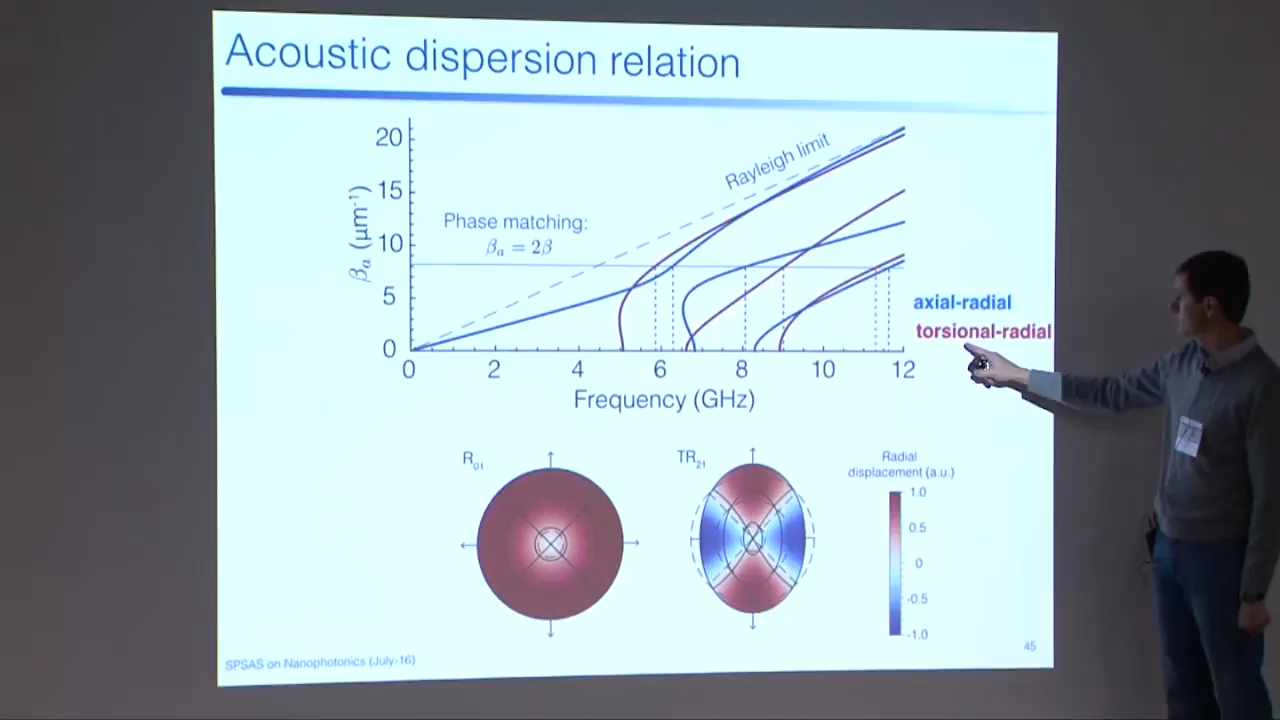 Acoustic dispersion relation
20
15
10
5
0
βₐ (μm⁻¹)
Rayleigh limit
Phase matching:
βₐ = 2β
axial-radial
torsional-radial
0 2 4 6 8 10 12
Frequency (GHz)
R₀₁
TR₂₁
Radial
displacement (a.u.)
1.0
0.5
0
-0.5
-1.0
SPSAS on Nanophotonics (July-16)
45